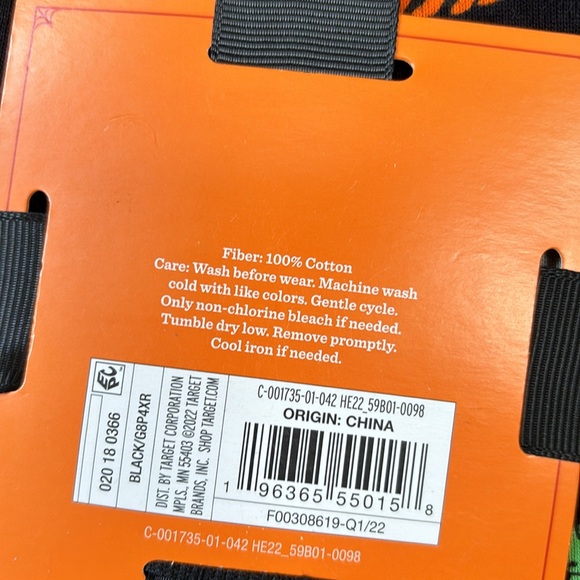 Fiber: 100% Cotton
Care: Wash before wear. Machine wash
cold with like colors. Gentle cycle.
Only non-chlorine bleach if needed.
Tumble dry low. Remove promptly.
Cool iron if needed.
020 18 0366
BLACK/G8P4XR
DIST. BY TARGET CORPORATION
MPLS, MN 55403 ©2022 TARGET
BRANDS, INC. SHOPTARGET.COM
C-001735-01-042 HE22_59B01-0098
ORIGIN: CHINA
1 96365 55015 8
F00308619-Q1/22
C-001735-01-042 HE22_59B01-0098